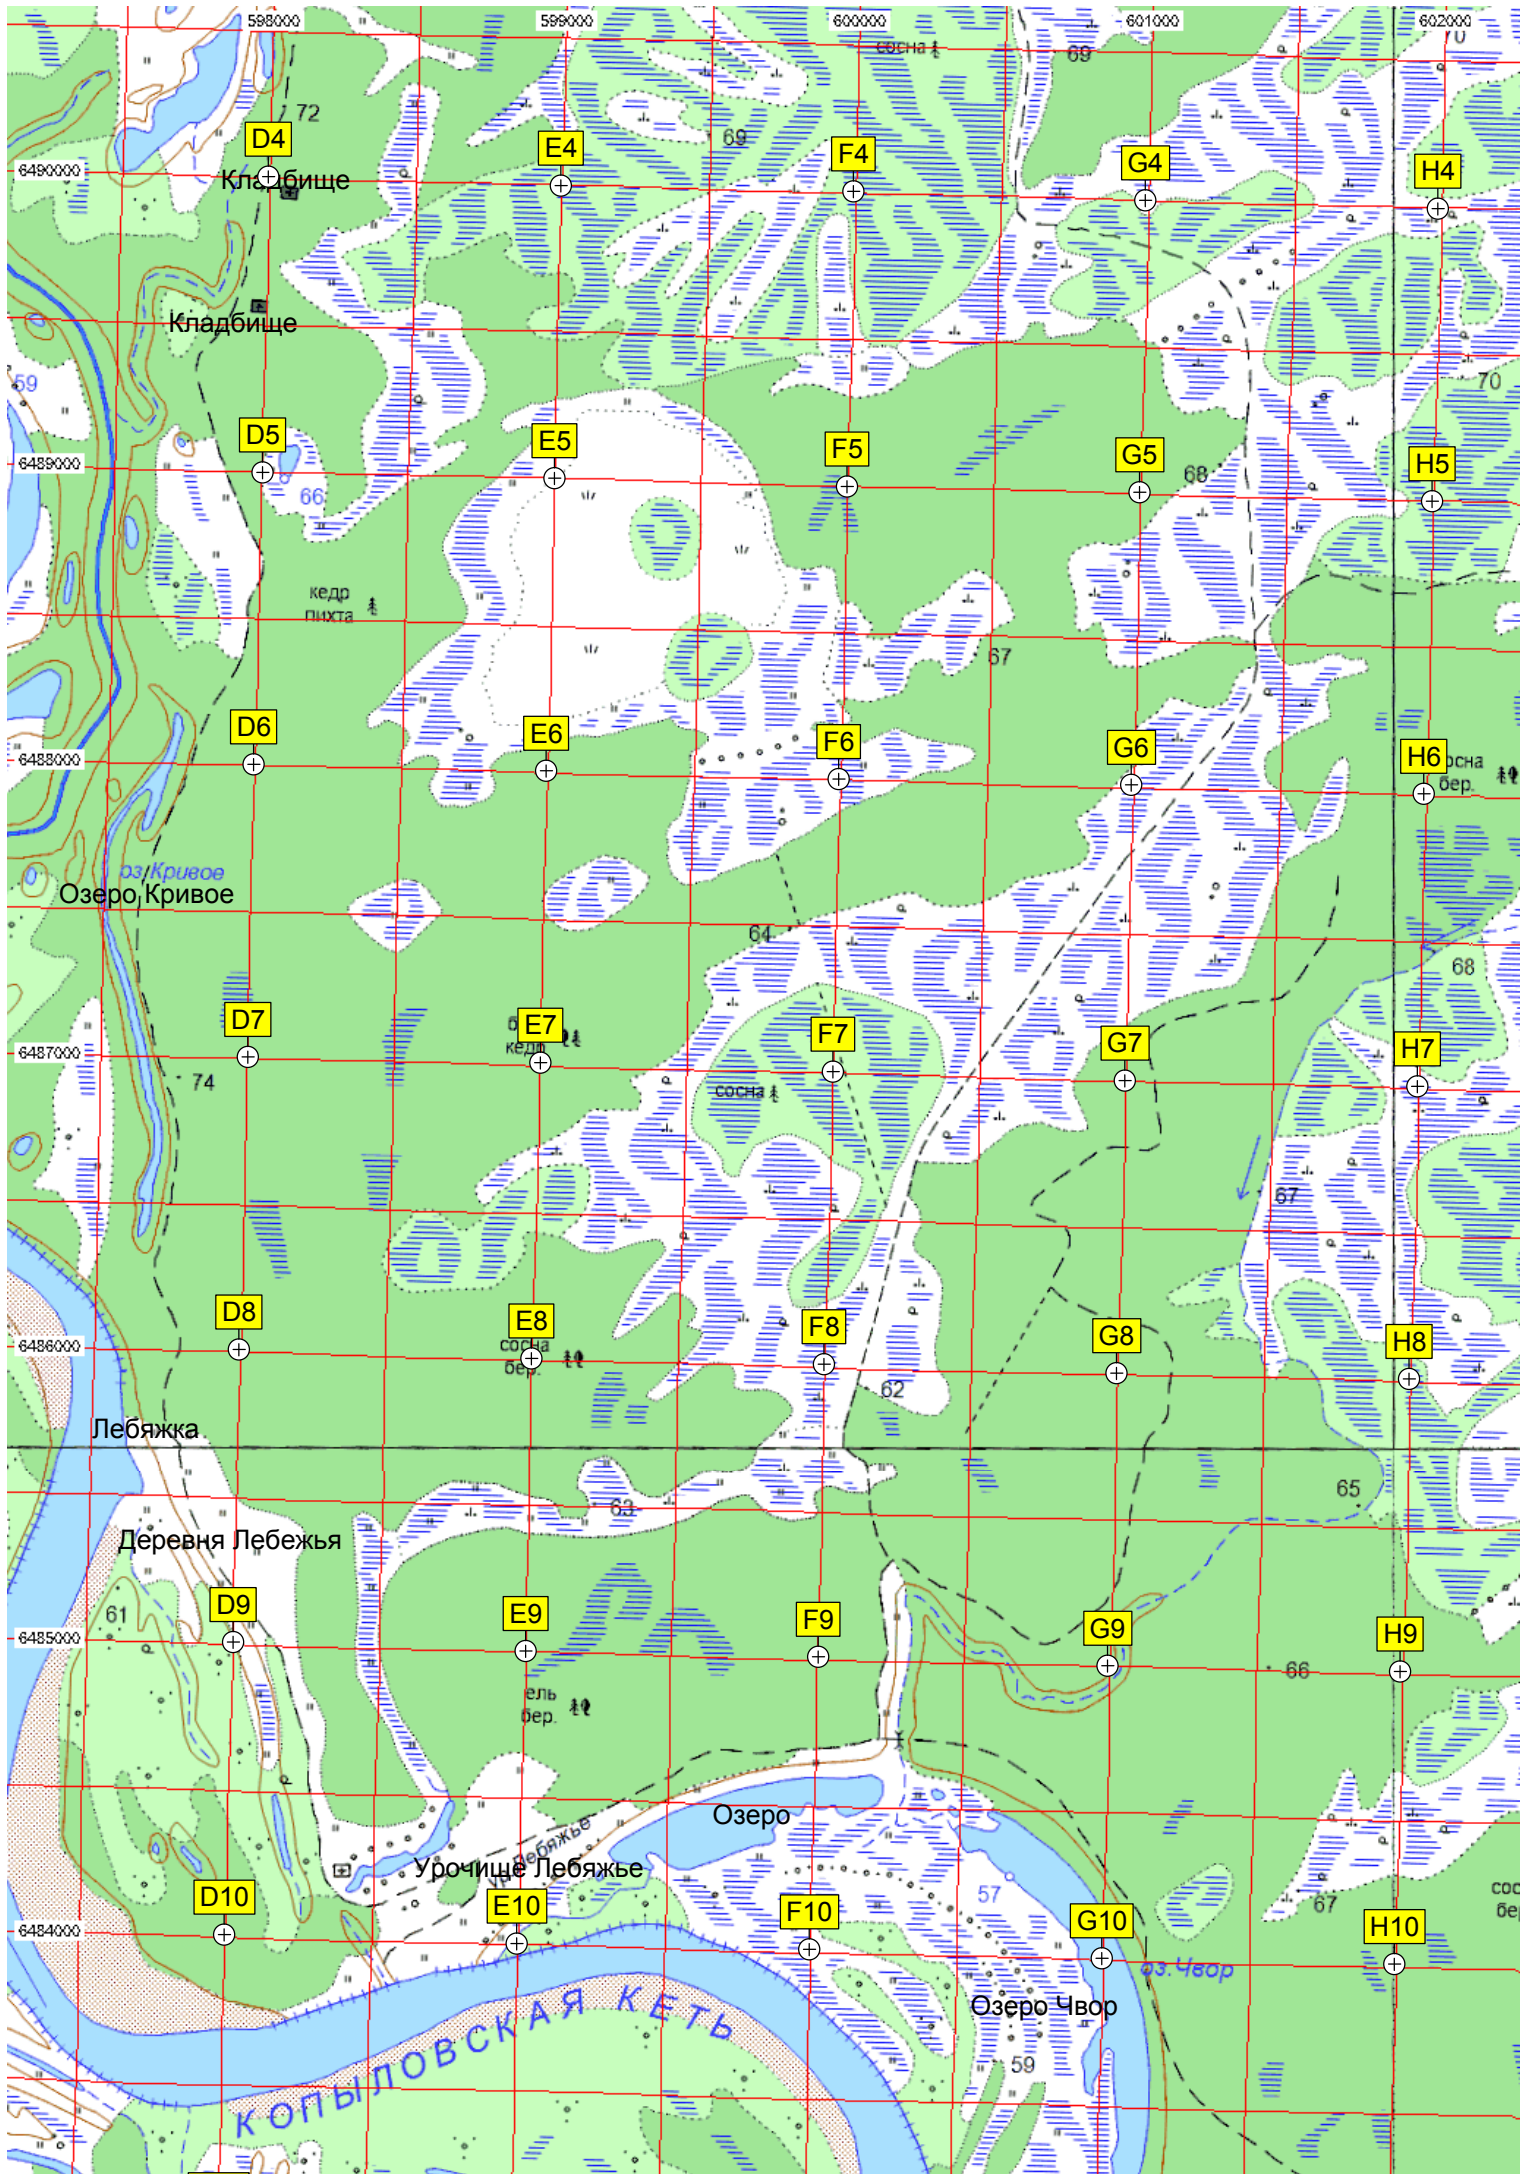 598000 599000 600000 601000 602000
сосна 69 70
72
69
D4 E4 F4 G4 H4
6490000
Кладбище
Кладбище
59
70
D5 E5 F5 G5 H5
6489000
66
68
кедр
пихта
67
D6 E6 F6 G6 H6
6488000
бер.
оз. Кривое
Озеро Кривое
64
68
D7 E7 F7 G7 H7
6487000
кедр
74
сосна
67
D8 E8 F8 G8 H8
6486000
сосна
бер.
62
Лебяжка
65
63
Деревня Лебежья
61
D9 E9 F9 G9 H9
6485000
66
ель
бер.
Озеро
ур. Лебяжье
Урочище Лебяжье
57
67
D10 E10 F10 G10 H10
6484000
оз. Чвор
Озеро Чвор
КОПЫЛОВСКАЯ КЕТЬ
59